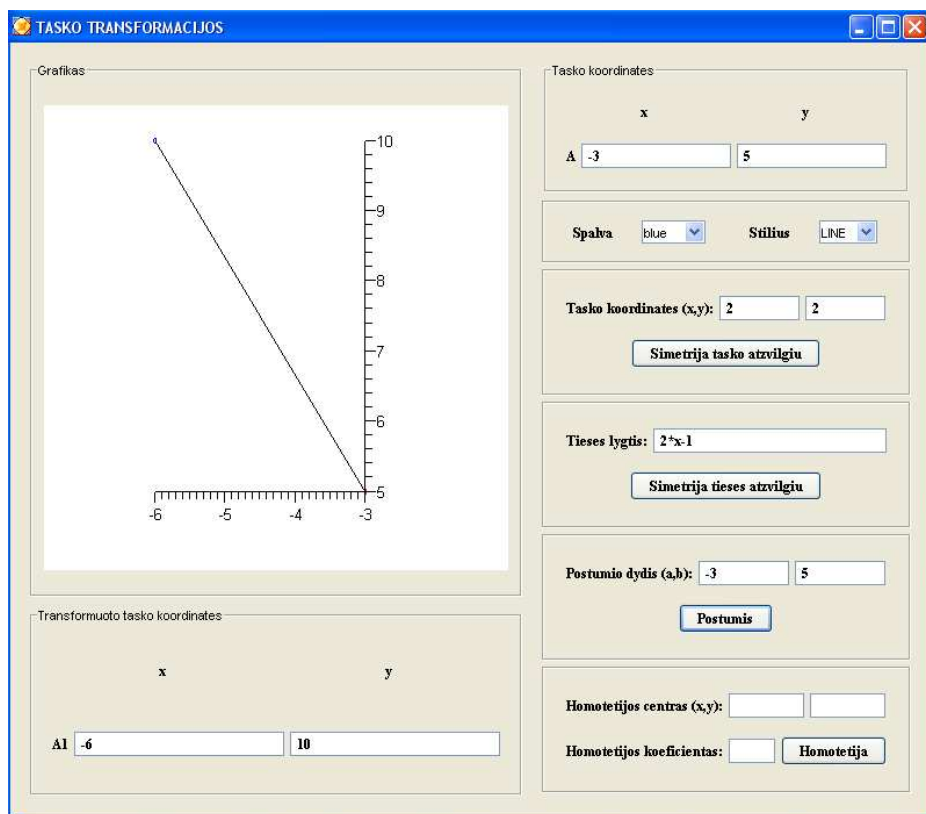 TASKO TRANSFORMACIJOS
Grafikas
10
9
8
7
6
5
-6 -5 -4 -3
Transformuoto tasko koordinates
x y
A1 -6 10
Tasko koordinates
x y
A -3 5
Spalva blue Stilius LINE
Tasko koordinates (x,y): 2 2
Simetrija tasko atzvilgiu
Tieses lygtis: 2*x-1
Simetrija tieses atzvilgiu
Postumio dydis (a,b): -3 5
Postumis
Homotetijos centras (x,y):
Homotetijos koeficientas: Homotetija